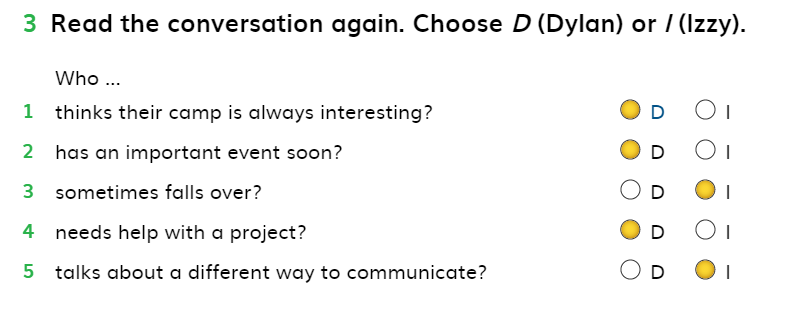 3 Read the conversation again. Choose D (Dylan) or I (Izzy).
Who ...
1 thinks their camp is always interesting? D I
2 has an important event soon? D I
3 sometimes falls over? D I
4 needs help with a project? D I
5 talks about a different way to communicate? D I